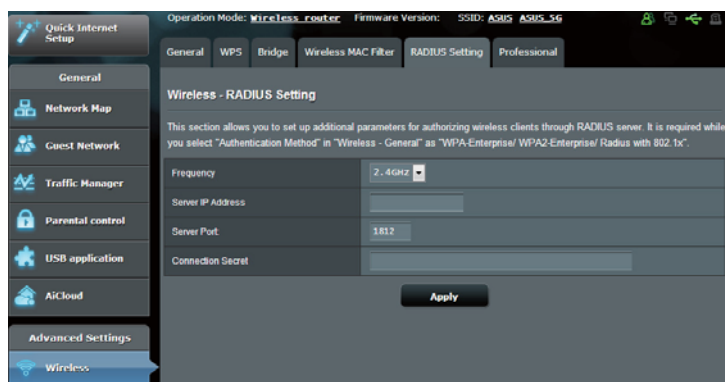 Quick Internet
Setup
Operation Mode: Wireless router Firmware Version: SSID: ASUS ASUS_5G
General WPS Bridge Wireless MAC Filter RADIUS Setting Professional
General
Network Map
Guest Network
Traffic Manager
Parental control
USB application
AiCloud
Advanced Settings
Wireless
Wireless - RADIUS Setting
This section allows you to set up additional parameters for authorizing wireless clients through RADIUS server. It is required while
you select "Authentication Method" in "Wireless - General" as "WPA-Enterprise/ WPA2-Enterprise/ Radius with 802.1x".
Frequency 2.4GHz
Server IP Address
Server Port: 1812
Connection Secret
Apply